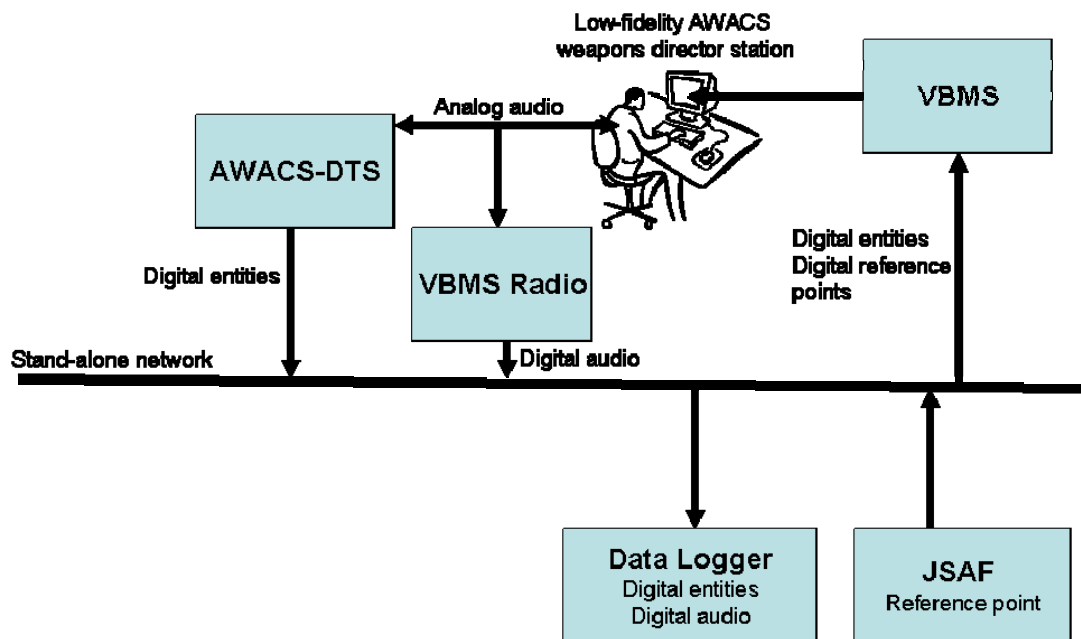 Low-fidelity AWACS
weapons director station
VBMS
Analog audio
AWACS-DTS
Digital entities
Digital reference
points
Digital entities
VBMS Radio
Stand-alone network
Digital audio
Data Logger
Digital entities
Digital audio
JSAF
Reference point